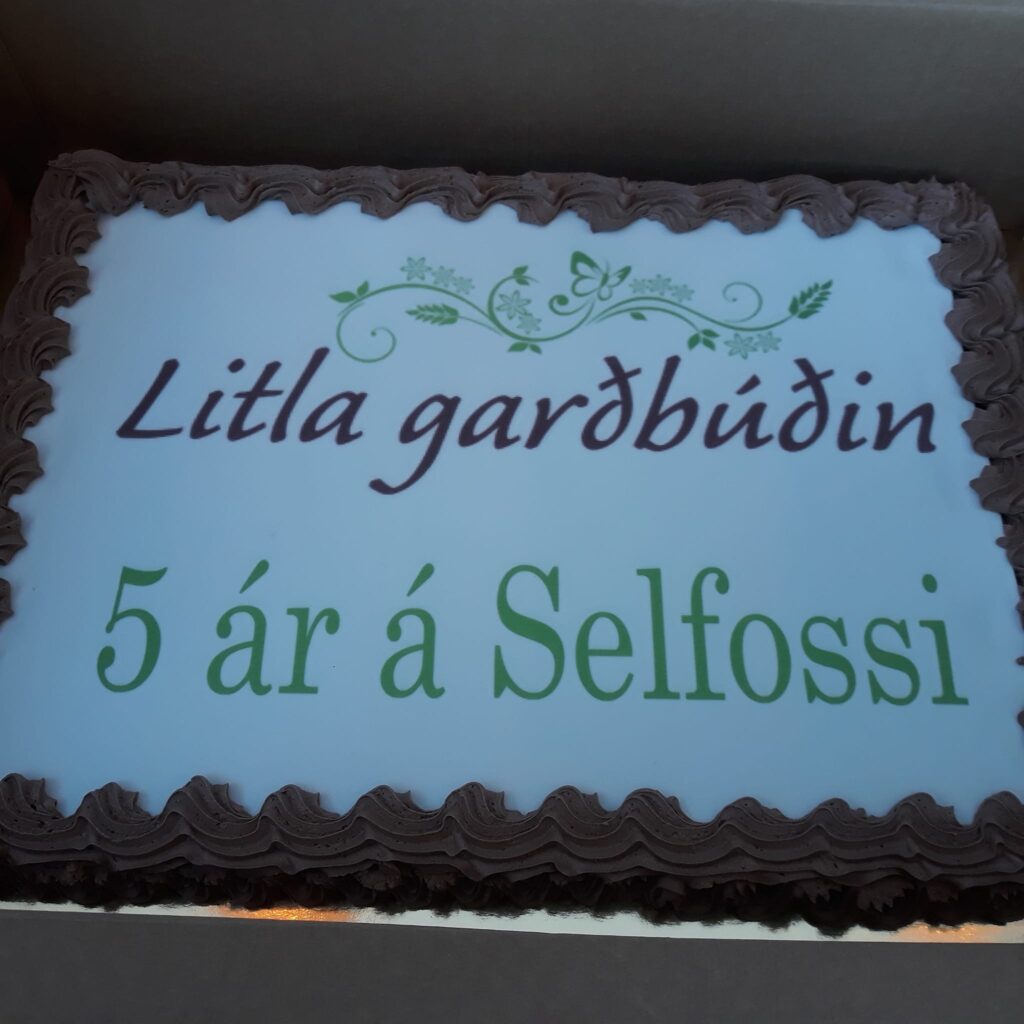 Litla garðbúðin
5 ár á Selfossi